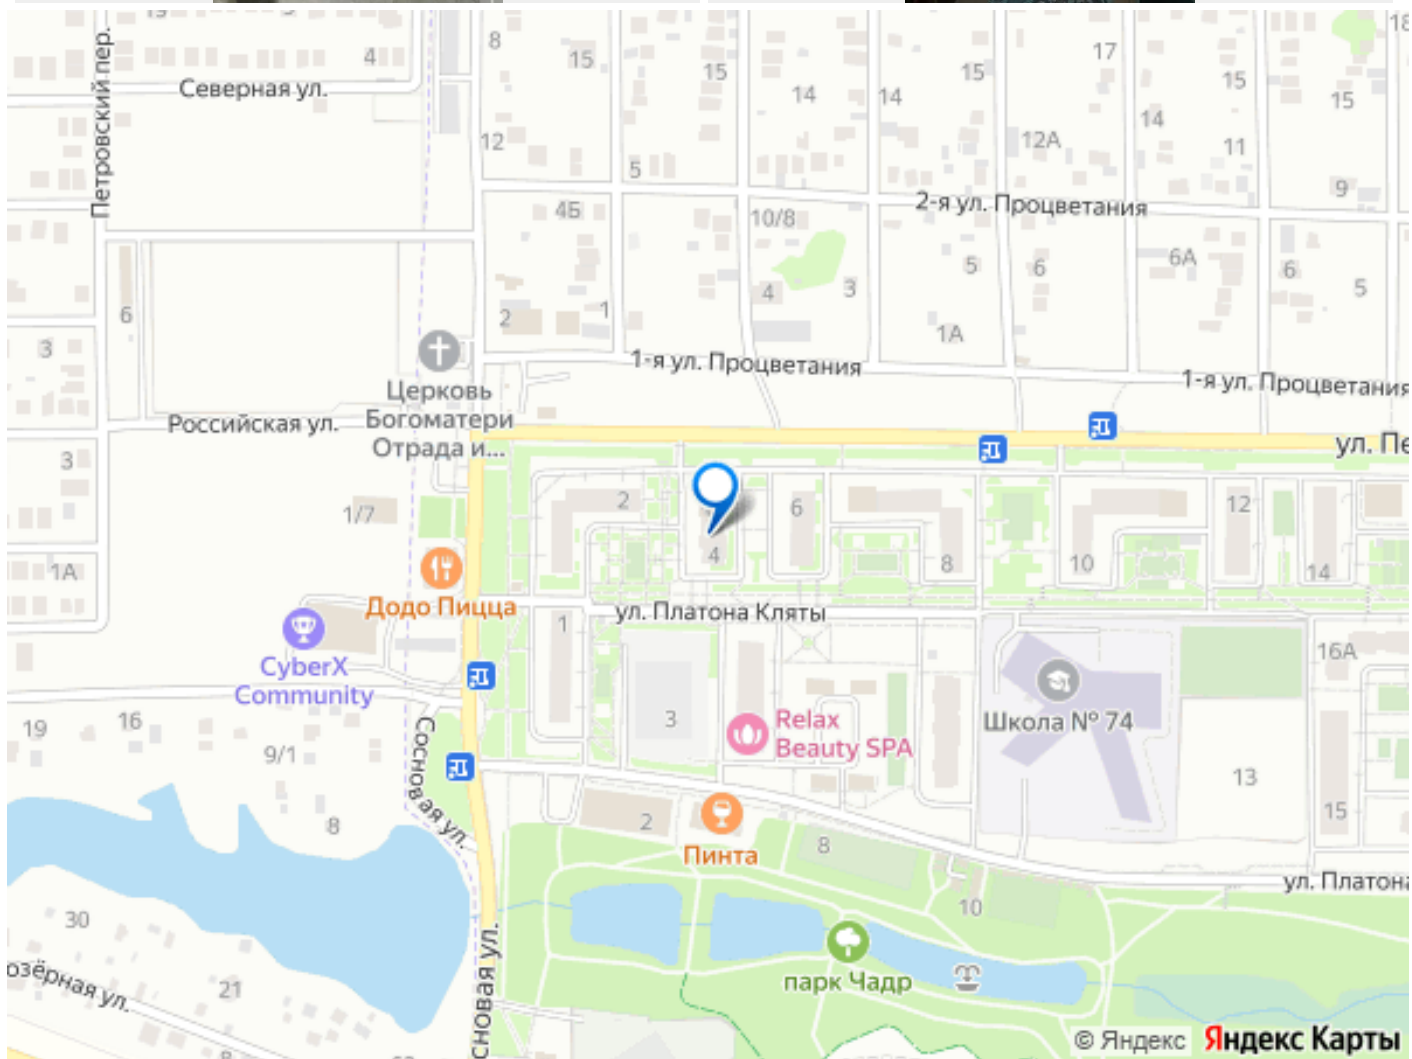 Петровский пер.
Северная ул.
4
8
15
15
14
14
15
17
15
15
18
12
5
12А
14
11
9
2-я ул. Процветания
4Б
10/8
6А
5
6
6
5
4
3
6
3
2
1
1А
1-я ул. Процветания
1-я ул. Процветания
Церковь
Богоматери
Отрада и...
Российская ул.
ул. Пе
3
1/7
2
6
4
8
10
12
14
1А
Додо Пицца
ул. Платона Кляты
1
CyberX
Community
16А
3
Relax
Beauty SPA
Школа № 74
19
16
9/1
13
15
Сосновая ул.
8
2
Пинта
8
10
ул. Платона
30
21
озёрная ул.
сновая ул.
парк Чадр
8
© Яндекс Яндекс Карты